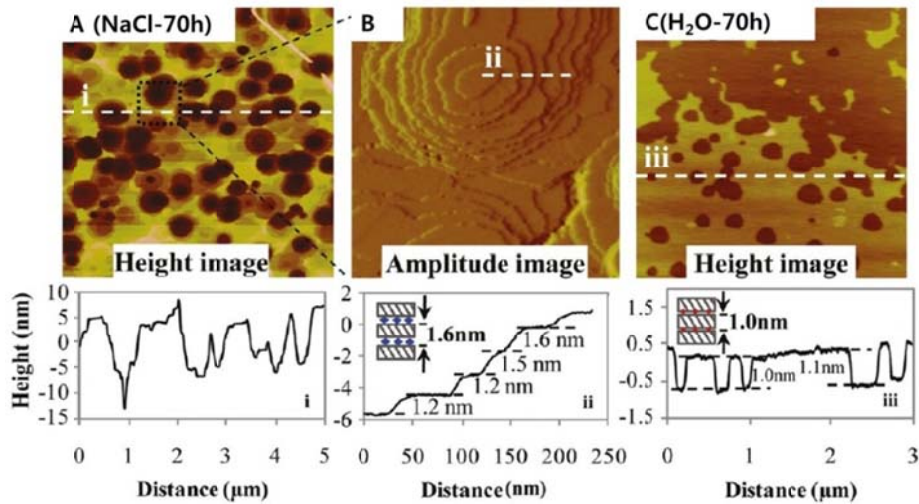 A (NaCl-70h)
i
Height image
B
ii
Amplitude image
C(H₂O-70h)
iii
Height image
Height (nm)
10
5
0
-5
-10
-15
i
0 1 2 3 4 5
Distance (μm)
2
0
-2
-4
-6
1.6nm
1.6 nm
1.5 nm
1.2 nm
1.2 nm
ii
0 50 100 150 200 250
Distance(nm)
1.5
0.5
-0.5
-1.5
1.0nm
1.0nm
1.1nm
iii
0 1 2 3
Distance (μm)